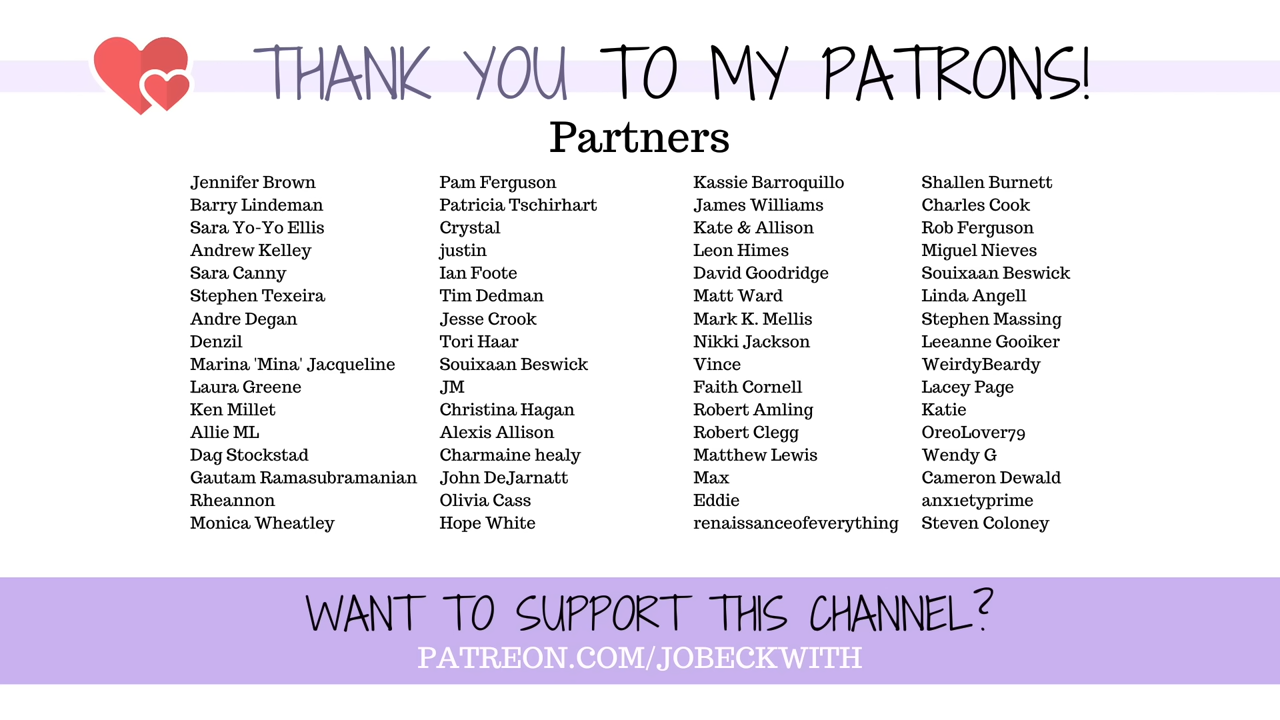 THANK YOU TO MY PATRONS!
Partners
Jennifer Brown
Barry Lindeman
Sara Yo-Yo Ellis
Andrew Kelley
Sara Canny
Stephen Texeira
Andre Degan
Denzil
Marina 'Mina' Jacqueline
Laura Greene
Ken Millet
Allie ML
Dag Stockstad
Gautam Ramasubramanian
Rheannon
Monica Wheatley
Pam Ferguson
Patricia Tschirhart
Crystal
justin
Ian Foote
Tim Dedman
Jesse Crook
Tori Haar
Souixaan Beswick
JM
Christina Hagan
Alexis Allison
Charmaine healy
John DeJarnatt
Olivia Cass
Hope White
Kassie Barroquillo
James Williams
Kate & Allison
Leon Himes
David Goodridge
Matt Ward
Mark K. Mellis
Nikki Jackson
Vince
Faith Cornell
Robert Amling
Robert Clegg
Matthew Lewis
Max
Eddie
renaissanceofeverything
Shallen Burnett
Charles Cook
Rob Ferguson
Miguel Nieves
Souixaan Beswick
Linda Angell
Stephen Massing
Leeanne Gooiker
WeirdyBeardy
Lacey Page
Katie
OreoLover79
Wendy G
Cameron Dewald
anx1etyprime
Steven Coloney
WANT TO SUPPORT THIS CHANNEL?
PATREON.COM/JOBECKWITH